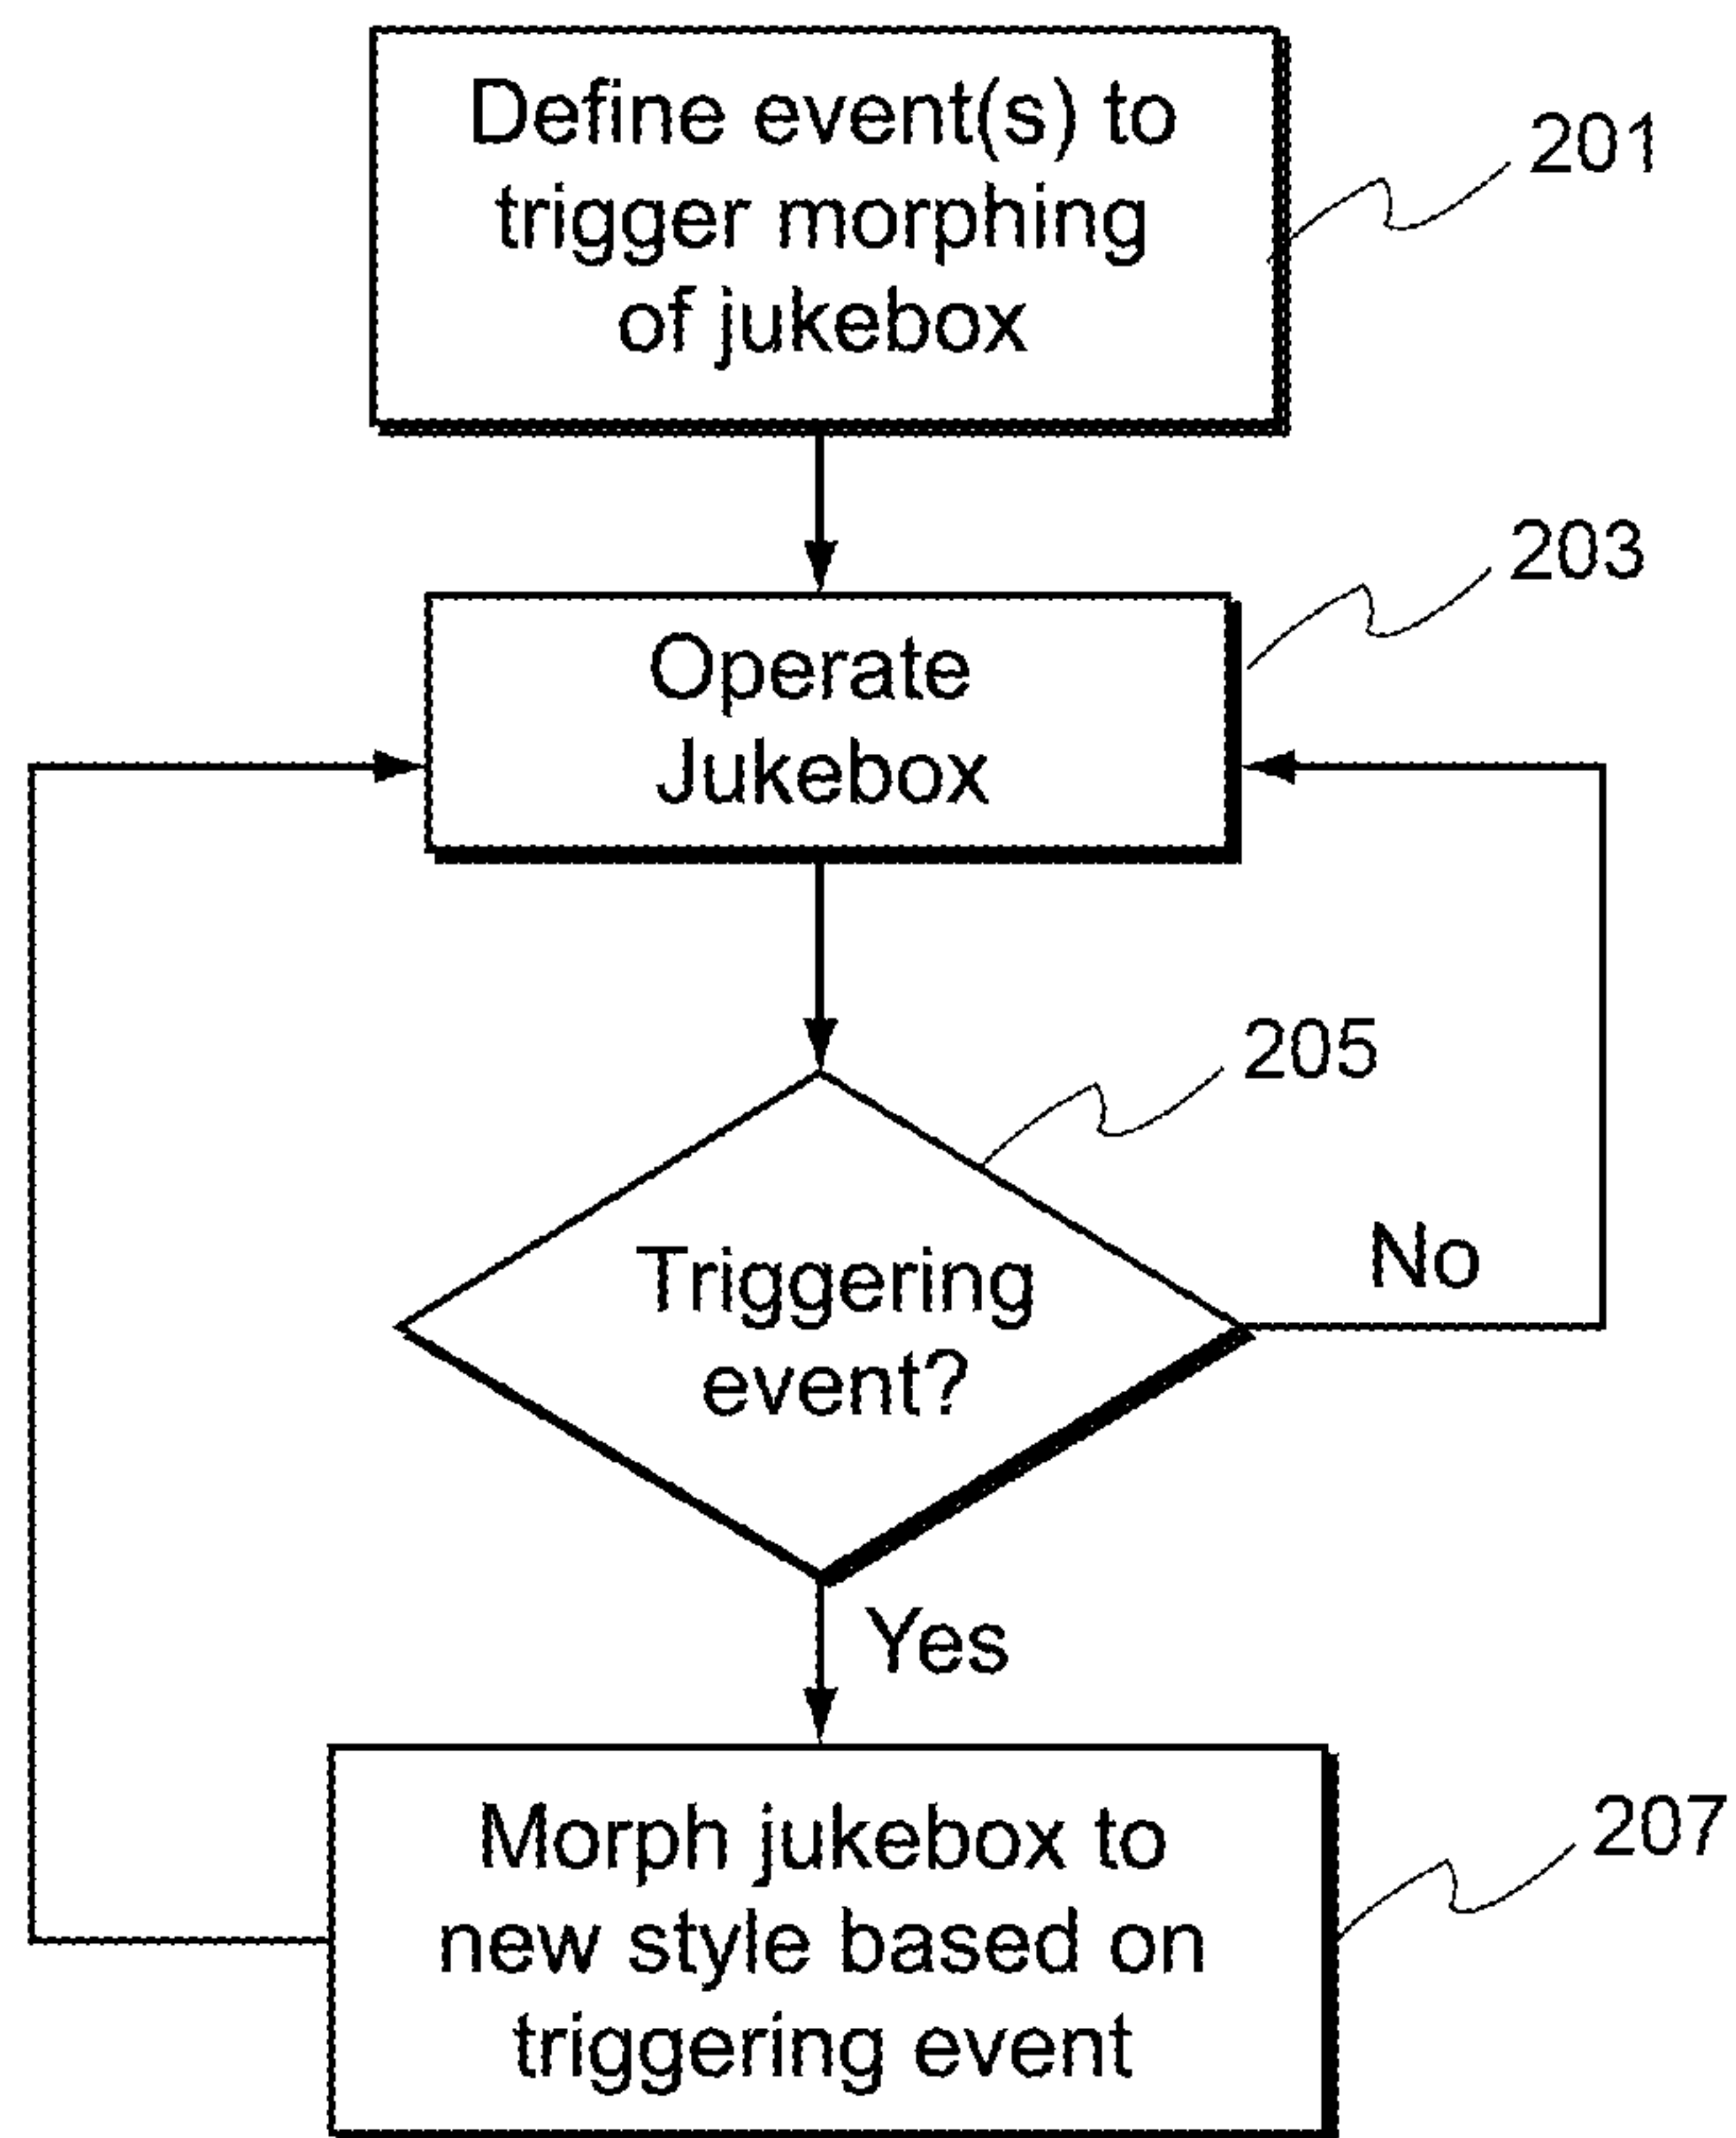 Define event(s) to
trigger morphing
of jukebox
201
Operate
Jukebox
203
Triggering
event?
205
No
Yes
Morph jukebox to
new style based on
triggering event
207